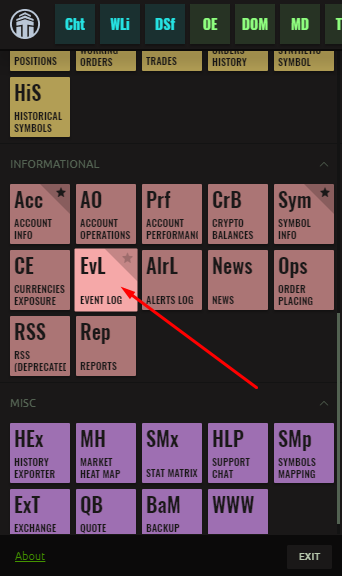 Cht WLi DSf OE DOM MD
POSITIONS WORKING ORDERS TRADES ORDERS HISTORY SYNTHETIC SYMBOL
HiS
HISTORICAL
SYMBOLS
INFORMATIONAL
Acc AO Prf CrB Sym
ACCOUNT INFO ACCOUNT OPERATIONS ACCOUNT PERFORMAN CRYPTO BALANCES SYMBOL INFO
CE EvL AlrL News Ops
CURRENCIES EXPOSURE EVENT LOG ALERTS LOG NEWS ORDER PLACING
RSS Rep
RSS (DEPRECATED REPORTS
MISC
HEx MH SMx HLP SMp
HISTORY EXPORTER MARKET HEAT MAP STAT MATRIX SUPPORT CHAT SYMBOLS MAPPING
ExT QB BaM WWW
EXCHANGE QUOTE BACKUP
About EXIT